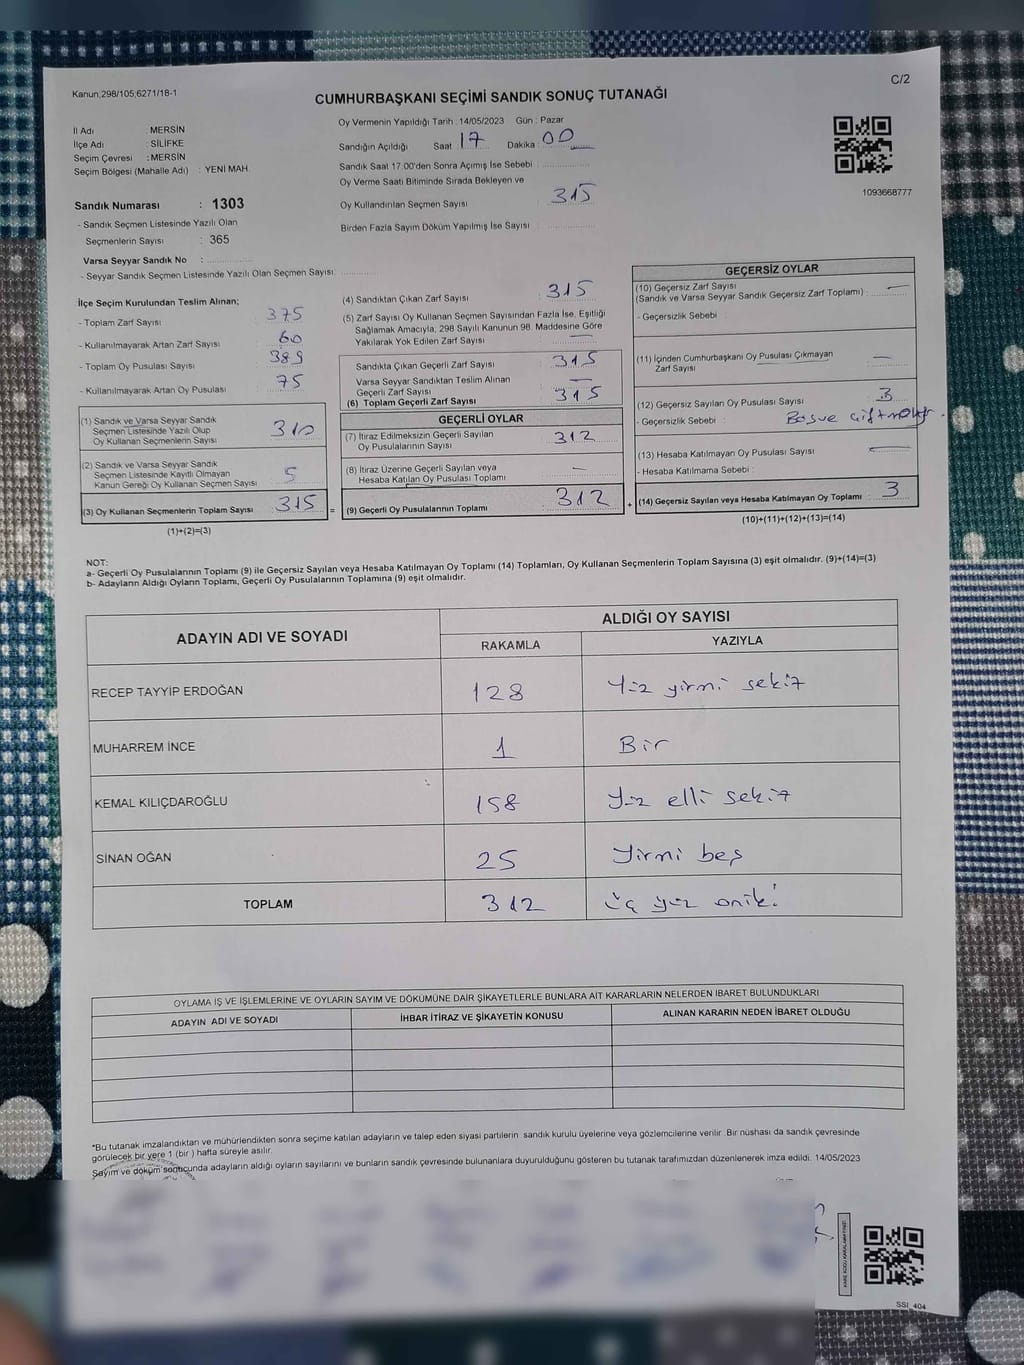 C/2
Kanun,298/105,6271/18-1
CUMHURBAŞKANI SEÇİMİ SANDIK SONUÇ TUTANAĞI
İl Adı : MERSİN
İlçe Adı : SİLİFKE
Seçim Çevresi : MERSİN
Seçim Bölgesi (Mahalle Adı) : YENİ MAH.
Oy Vermenin Yapıldığı Tarih : 14/05/2023 Gün : Pazar
Sandığın Açıldığı Saat 17 Dakika 00
Sandık Saat 17:00'den Sonra Açımış İse Sebebi :
Oy Verme Saati Bitiminde Sırada Bekleyen ve
Oy Kullandırılan Seçmen Sayısı : 315
Birden Fazla Sayım Döküm Yapılmış İse Sayısı :
1093668777
Sandık Numarası : 1303
- Sandık Seçmen Listesinde Yazılı Olan
Seçmenlerin Sayısı : 365
Varsa Seyyar Sandık No :
- Seyyar Sandık Seçmen Listesinde Yazılı Olan Seçmen Sayısı
İlçe Seçim Kurulundan Teslim Alınan;
- Toplam Zarf Sayısı : 375
- Kullanılmayarak Artan Zarf Sayısı : 60
- Toplam Oy Pusulası Sayısı : 389
- Kullanılmayarak Artan Oy Pusulası : 75
(1) Sandık ve Varsa Seyyar Sandık
Seçmen Listesinde Yazılı Olup
Oy Kullanan Seçmenlerin Sayısı 310
(2) Sandık ve Varsa Seyyar Sandık
Seçmen Listesinde Kayıtlı Olmayan
Kanun Gereği Oy Kullanan Seçmen Sayısı 5
(3) Oy Kullanan Seçmenlerin Toplam Sayısı 315 =
(1)+(2)=(3)
(4) Sandıktan Çıkan Zarf Sayısı : 315
(5) Zarf Sayısı Oy Kullanan Seçmen Sayısından Fazla İse, Eşitliği
Sağlamak Amacıyla, 298 Sayılı Kanunun 98. Maddesine Göre
Yakılarak Yok Edilen Zarf Sayısı : —
Sandıkta Çıkan Geçerli Zarf Sayısı : 315
Varsa Seyyar Sandıktan Teslim Alınan
Geçerli Zarf Sayısı : —
(6) Toplam Geçerli Zarf Sayısı : 315
GEÇERLİ OYLAR
(7) İtiraz Edilmeksizin Geçerli Sayılan
Oy Pusulalarının Sayısı : 312
(8) İtiraz Üzerine Geçerli Sayılan veya
Hesaba Katılan Oy Pusulası Toplamı : —
(9) Geçerli Oy Pusulalarının Toplamı : 312 +
GEÇERSİZ OYLAR
(10) Geçersiz Zarf Sayısı
(Sandık ve Varsa Seyyar Sandık Geçersiz Zarf Toplamı) : —
- Geçersizlik Sebebi :
(11) İçinden Cumhurbaşkanı Oy Pusulası Çıkmayan
Zarf Sayısı : —
(12) Geçersiz Sayılan Oy Pusulası Sayısı : 3
- Geçersizlik Sebebi :
(13) Hesaba Katılmayan Oy Pusulası Sayısı : —
- Hesaba Katılmama Sebebi :
(14) Geçersiz Sayılan veya Hesaba Katılmayan Oy Toplamı : 3
(10)+(11)+(12)+(13)=(14)
NOT:
a- Geçerli Oy Pusulalarının Toplamı (9) ile Geçersiz Sayılan veya Hesaba Katılmayan Oy Toplamı (14) Toplamları, Oy Kullanan Seçmenlerin Toplam Sayısına (3) eşit olmalıdır. (9)+(14)=(3)
b- Adayların Aldığı Oyların Toplamı, Geçerli Oy Pusulalarının Toplamına (9) eşit olmalıdır.
ADAYIN ADI VE SOYADI
ALDIĞI OY SAYISI
RAKAMLA YAZIYLA
RECEP TAYYİP ERDOĞAN 128 Yüz yirmi sekiz
MUHARREM İNCE 1 Bir
KEMAL KILIÇDAROĞLU 158 Yüz elli sekiz
SİNAN OĞAN 25 Yirmi beş
TOPLAM 312 Üç yüz oniki
OYLAMA İŞ VE İŞLEMLERİNE VE OYLARIN SAYIM VE DÖKÜMÜNE DAİR ŞİKAYETLERLE BUNLARA AİT KARARLARIN NELERDEN İBARET BULUNDUKLARI
ADAYIN ADI VE SOYADI İHBAR İTİRAZ VE ŞİKAYETİN KONUSU ALINAN KARARIN NEDEN İBARET OLDUĞU
*Bu tutanak imzalandıktan ve mühürlendikten sonra seçime katılan adayların ve talep eden siyasi partilerin sandık kurulu üyelerine veya gözlemcilerine verilir. Bir nüshası da sandık çevresinde
görülecek bir yere 1 (bir ) hafta süreyle asılır.
Sayım ve döküm sonucunda adayların aldığı oyların sayılarını ve bunların sandık çevresinde bulunanlara duyurulduğunu gösteren bu tutanak tarafımızdan düzenlenerek imza edildi. 14/05/2023
KARE KODU KARALAMAYINIZ!
SSI_404